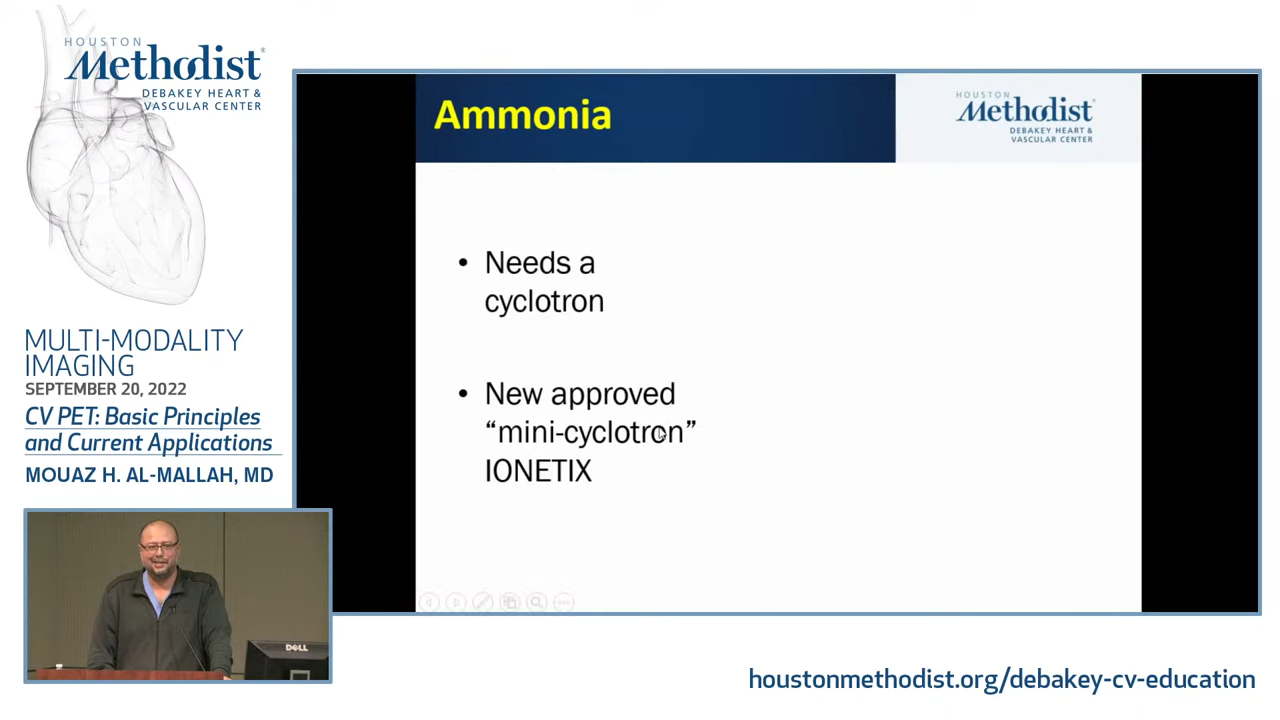 HOUSTON
Methodist®
DEBAKEY HEART &
VASCULAR CENTER
MULTI-MODALITY
IMAGING
SEPTEMBER 20, 2022
CV PET: Basic Principles
and Current Applications
MOUAZ H. AL-MALLAH, MD
Ammonia
HOUSTON
Methodist®
DEBAKEY HEART &
VASCULAR CENTER
• Needs a
cyclotron
• New approved
“mini-cyclotron”
IONETIX
DELL
houstonmethodist.org/debakey-cv-education